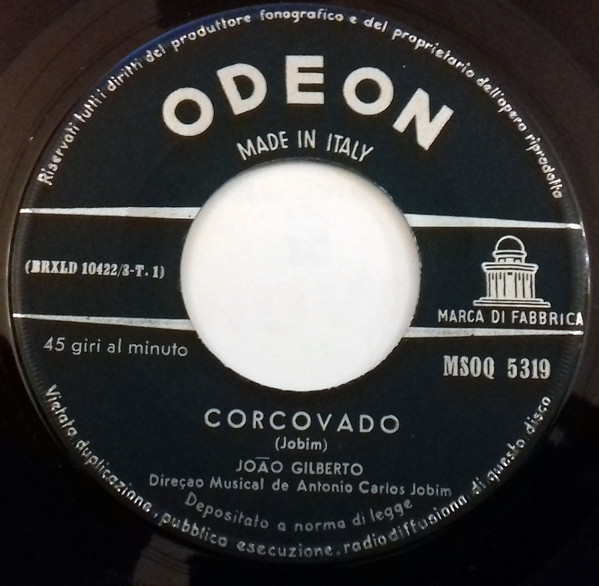 Riservati tutti i diritti del produttore fonografico e del proprietario dell'opera riprodotta
ODEON
MADE IN ITALY
(BRXLD 10422/3-T. 1)
MARCA DI FABBRICA
45 giri al minuto
MSOQ 5319
CORCOVADO
(Jobim)
JOÃO GILBERTO
Direçao Musical de Antonio Carlos Jobim
Depositato a norma di legge
Vietata duplicazione, pubblica esecuzione, radiodiffusione di questo disco